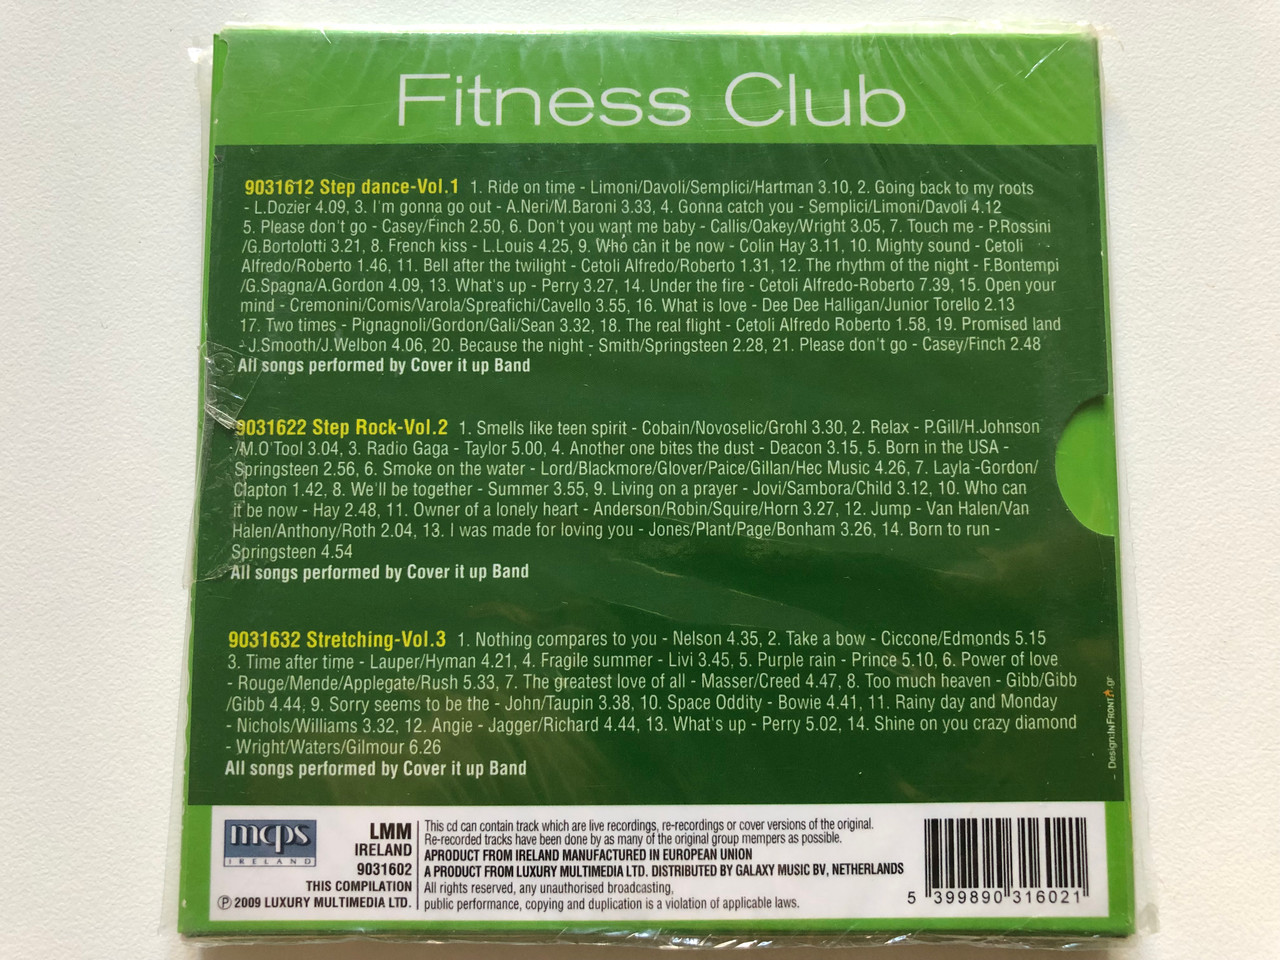 Fitness Club
9031612 Step dance-Vol.1 1. Ride on time - Limoni/Davoli/Semplici/Hartman 3.10, 2. Going back to my roots
- L.Dozier 4.09, 3. I'm gonna go out - A.Neri/M.Baroni 3.33, 4. Gonna catch you - Semplici/Limoni/Davoli 4.12
5. Please don't go - Casey/Finch 2.50, 6. Don't you want me baby - Callis/Oakey/Wright 3.05, 7. Touch me - P.Rossini
/G.Bortolotti 3.21, 8. French kiss - L.Louis 4.25, 9. Who can it be now - Colin Hay 3.11, 10. Mighty sound - Cetoli
Alfredo/Roberto 1.46, 11. Bell after the twilight - Cetoli Alfredo/Roberto 1.31, 12. The rhythm of the night - F.Bontempi
/G.Spagna/A.Gordon 4.09, 13. What's up - Perry 3.27, 14. Under the fire - Cetoli Alfredo-Roberto 7.39, 15. Open your
mind - Cremonini/Comis/Varola/Spreafichi/Cavello 3.55, 16. What is love - Dee Dee Halligan/Junior Torello 2.13
17. Two times - Pignagnoli/Gordon/Gali/Sean 3.32, 18. The real flight - Cetoli Alfredo Roberto 1.58, 19. Promised land
- J.Smooth/J.Welbon 4.06, 20. Because the night - Smith/Springsteen 2.28, 21. Please don't go - Casey/Finch 2.48
All songs performed by Cover it up Band
9031622 Step Rock-Vol.2 1. Smells like teen spirit - Cobain/Novoselic/Grohl 3.30, 2. Relax - P.Gill/H.Johnson
/M.O'Tool 3.04, 3. Radio Gaga - Taylor 5.00, 4. Another one bites the dust - Deacon 3.15, 5. Born in the USA -
Springsteen 2.56, 6. Smoke on the water - Lord/Blackmore/Glover/Paice/Gillan/Hec Music 4.26, 7. Layla -Gordon/
Clapton 1.42, 8. We'll be together - Summer 3.55, 9. Living on a prayer - Jovi/Sambora/Child 3.12, 10. Who can
it be now - Hay 2.48, 11. Owner of a lonely heart - Anderson/Robin/Squire/Horn 3.27, 12. Jump - Van Halen/Van
Halen/Anthony/Roth 2.04, 13. I was made for loving you - Jones/Plant/Page/Bonham 3.26, 14. Born to run -
Springsteen 4.54
All songs performed by Cover it up Band
9031632 Stretching-Vol.3 1. Nothing compares to you - Nelson 4.35, 2. Take a bow - Ciccone/Edmonds 5.15
3. Time after time - Lauper/Hyman 4.21, 4. Fragile summer - Livi 3.45, 5. Purple rain - Prince 5.10, 6. Power of love
- Rouge/Mende/Applegate/Rush 5.33, 7. The greatest love of all - Masser/Creed 4.47, 8. Too much heaven - Gibb/Gibb
/Gibb 4.44, 9. Sorry seems to be the - John/Taupin 3.38, 10. Space Oddity - Bowie 4.41, 11. Rainy day and Monday
- Nichols/Williams 3.32, 12. Angie - Jagger/Richard 4.44, 13. What's up - Perry 5.02, 14. Shine on you crazy diamond
- Wright/Waters/Gilmour 6.26
All songs performed by Cover it up Band
Design:INFRONT.gr
mcps
IRELAND
LMM
IRELAND
9031602
THIS COMPILATION
℗ 2009 LUXURY MULTIMEDIA LTD.
This cd can contain track which are live recordings, re-recordings or cover versions of the original.
Re-recorded tracks have been done by as many of the original group mempers as possible.
APRODUCT FROM IRELAND MANUFACTURED IN EUROPEAN UNION
A PRODUCT FROM LUXURY MULTIMEDIA LTD. DISTRIBUTED BY GALAXY MUSIC BV, NETHERLANDS
All rights reserved, any unauthorised broadcasting,
public performance, copying and duplication is a violation of applicable laws.
5 399890 316021